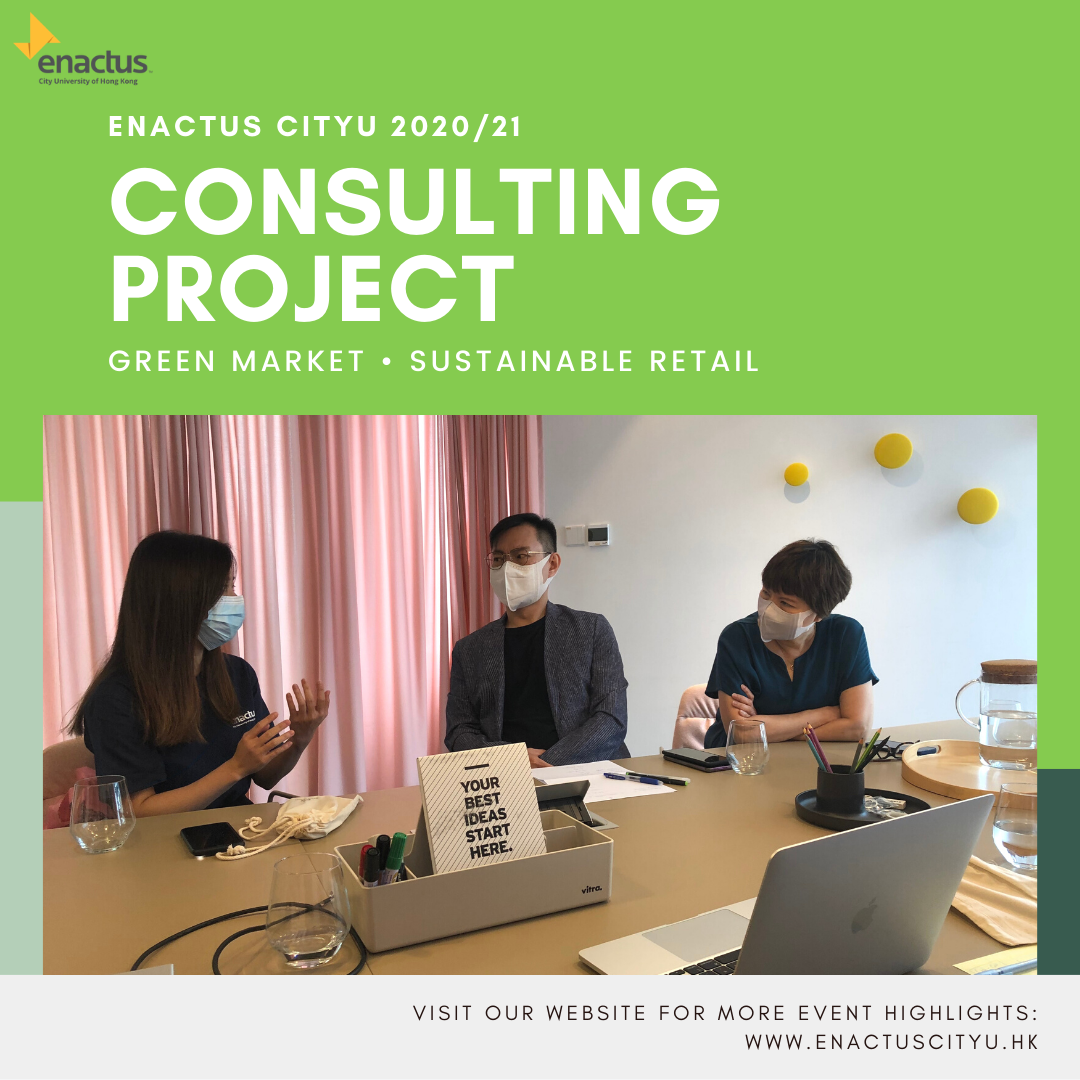 enactus
City University of Hong Kong
ENACTUS CITYU 2020/21
CONSULTING
PROJECT
GREEN MARKET • SUSTAINABLE RETAIL
enactu
YOUR
BEST
IDEAS
START
HERE.
vitra.
VISIT OUR WEBSITE FOR MORE EVENT HIGHLIGHTS:
WWW.ENACTUSCITYU.HK